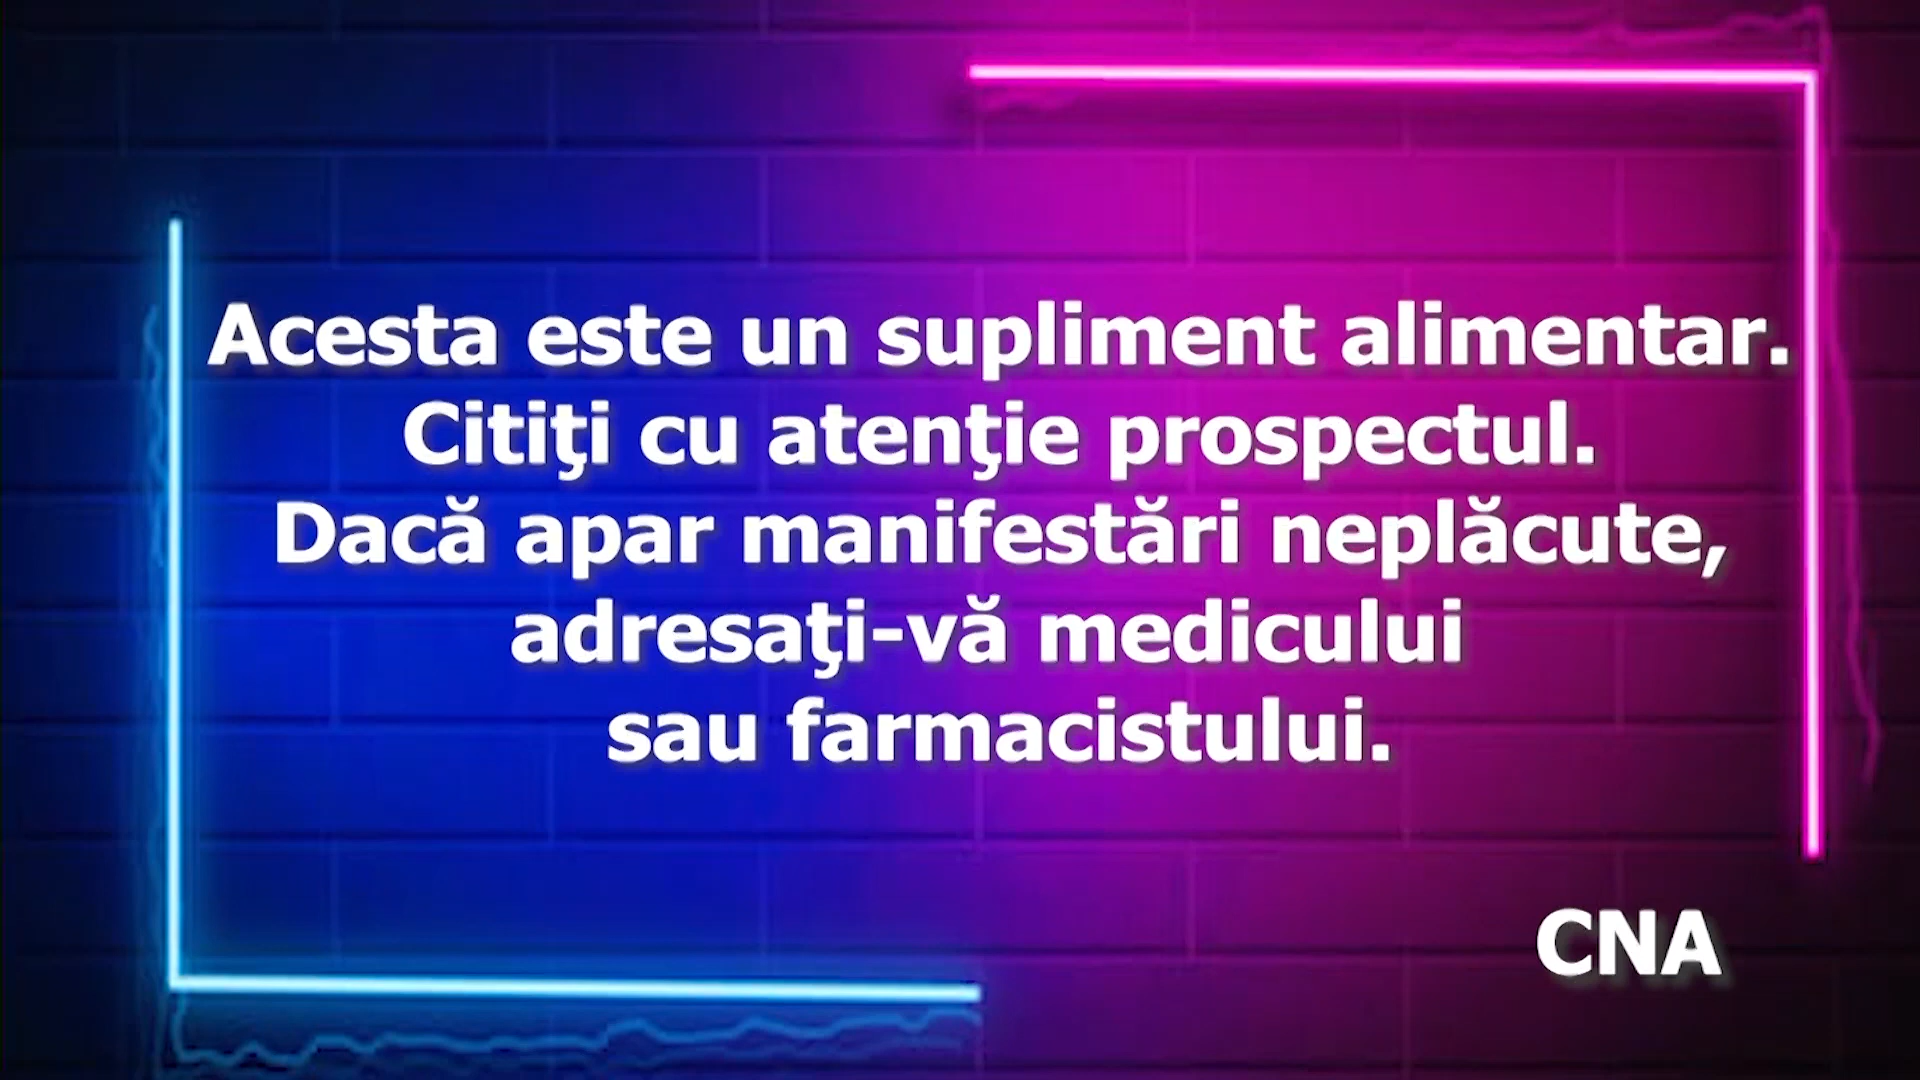 Acesta este un supliment alimentar.
Citiţi cu atenţie prospectul.
Dacă apar manifestări neplăcute,
adresaţi-vă medicului
sau farmacistului.
CNA